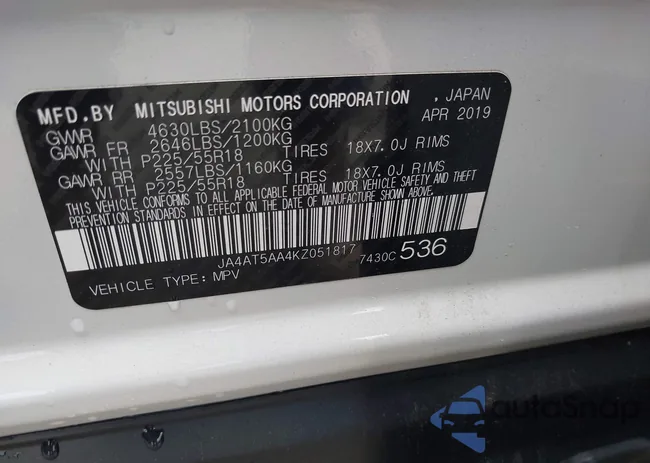 MFD.BY MITSUBISHI MOTORS CORPORATION , JAPAN
GVWR 4630LBS/2100KG APR 2019
GAWR FR 2646LBS/1200KG
WITH P225/55R18 TIRES 18X7.0J RIMS
GAWR RR 2557LBS/1160KG
WITH P225/55R18 TIRES 18X7.0J RIMS
THIS VEHICLE CONFORMS TO ALL APPLICABLE FEDERAL MOTOR VEHICLE SAFETY AND THEFT
PREVENTION STANDARDS IN EFFECT ON THE DATE OF MANUFACTURE SHOWN ABOVE.
JA4AT5AA4KZ051817 7430C 536
VEHICLE TYPE: MPV
autoSnap